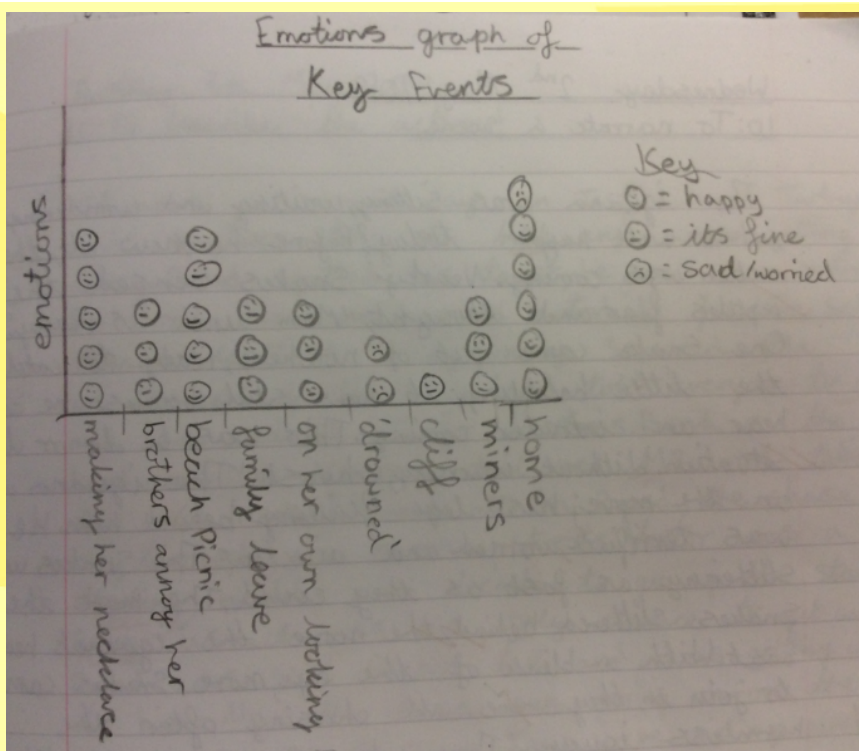 Emotions graph of
Key Events
emotions
Key
= happy
= its fine
= sad/worried
making her necklace
brothers annoy her
beach Picnic
family leave
on her own looking
'drowned'
cliff
miners
home